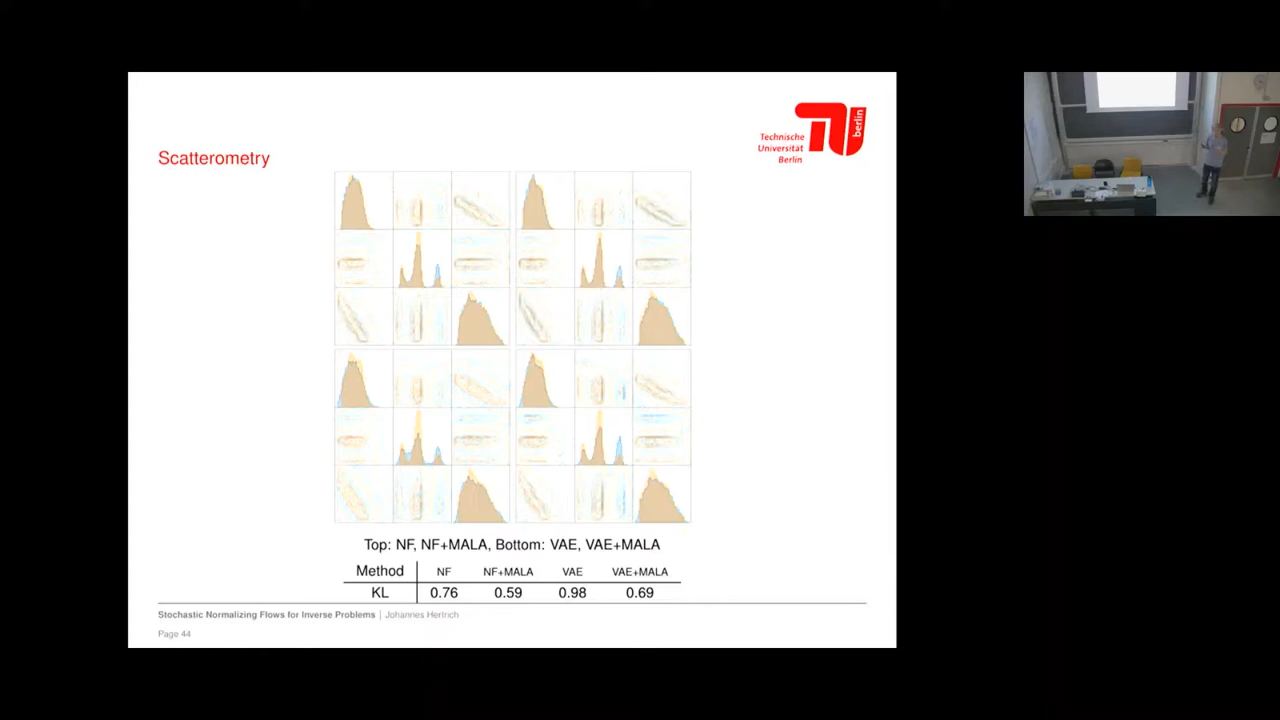 Technische
Universität
Berlin
berlin
Scatterometry
Top: NF, NF+MALA, Bottom: VAE, VAE+MALA
Method NF NF+MALA VAE VAE+MALA
KL 0.76 0.59 0.98 0.69
Stochastic Normalizing Flows for Inverse Problems | Johannes Hertrich
Page 44